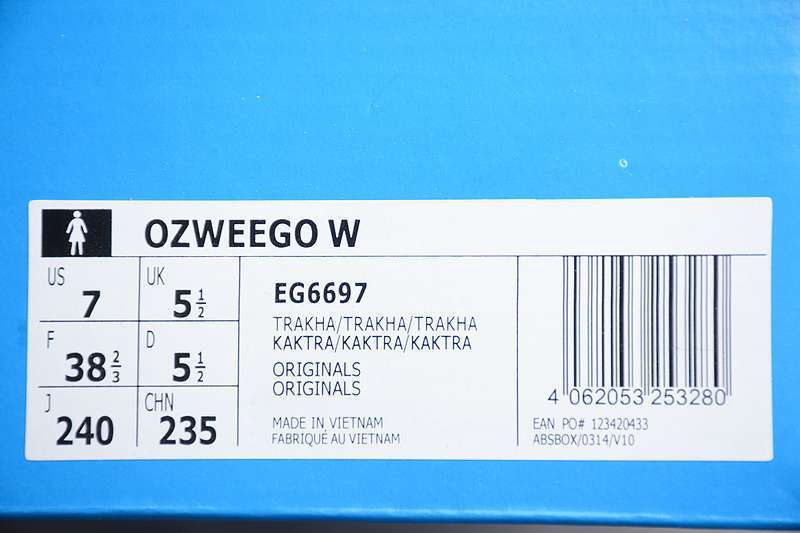 OZWEEGO W
US
7
UK
5 1/2
F
38 2/3
D
5 1/2
J
240
CHN
235
EG6697
TRAKHA/TRAKHA/TRAKHA
KAKTRA/KAKTRA/KAKTRA
ORIGINALS
ORIGINALS
MADE IN VIETNAM
FABRIQUÉ AU VIETNAM
4 062053 253280
EAN PO# 123420433
ABSBOX/0314/V10